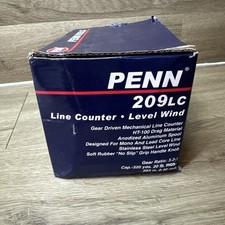 PENN®
209LC
Line Counter • Level Wind
Gear Driven Mechanical Line Counter
HT-100 Drag Material
Anodized Aluminum Spool
Designed For Mono And Lead Core Line
Stainless Steel Level Wind
Soft Rubber "No Slip" Grip Handle Knob
Gear Ratio: 3.2:1